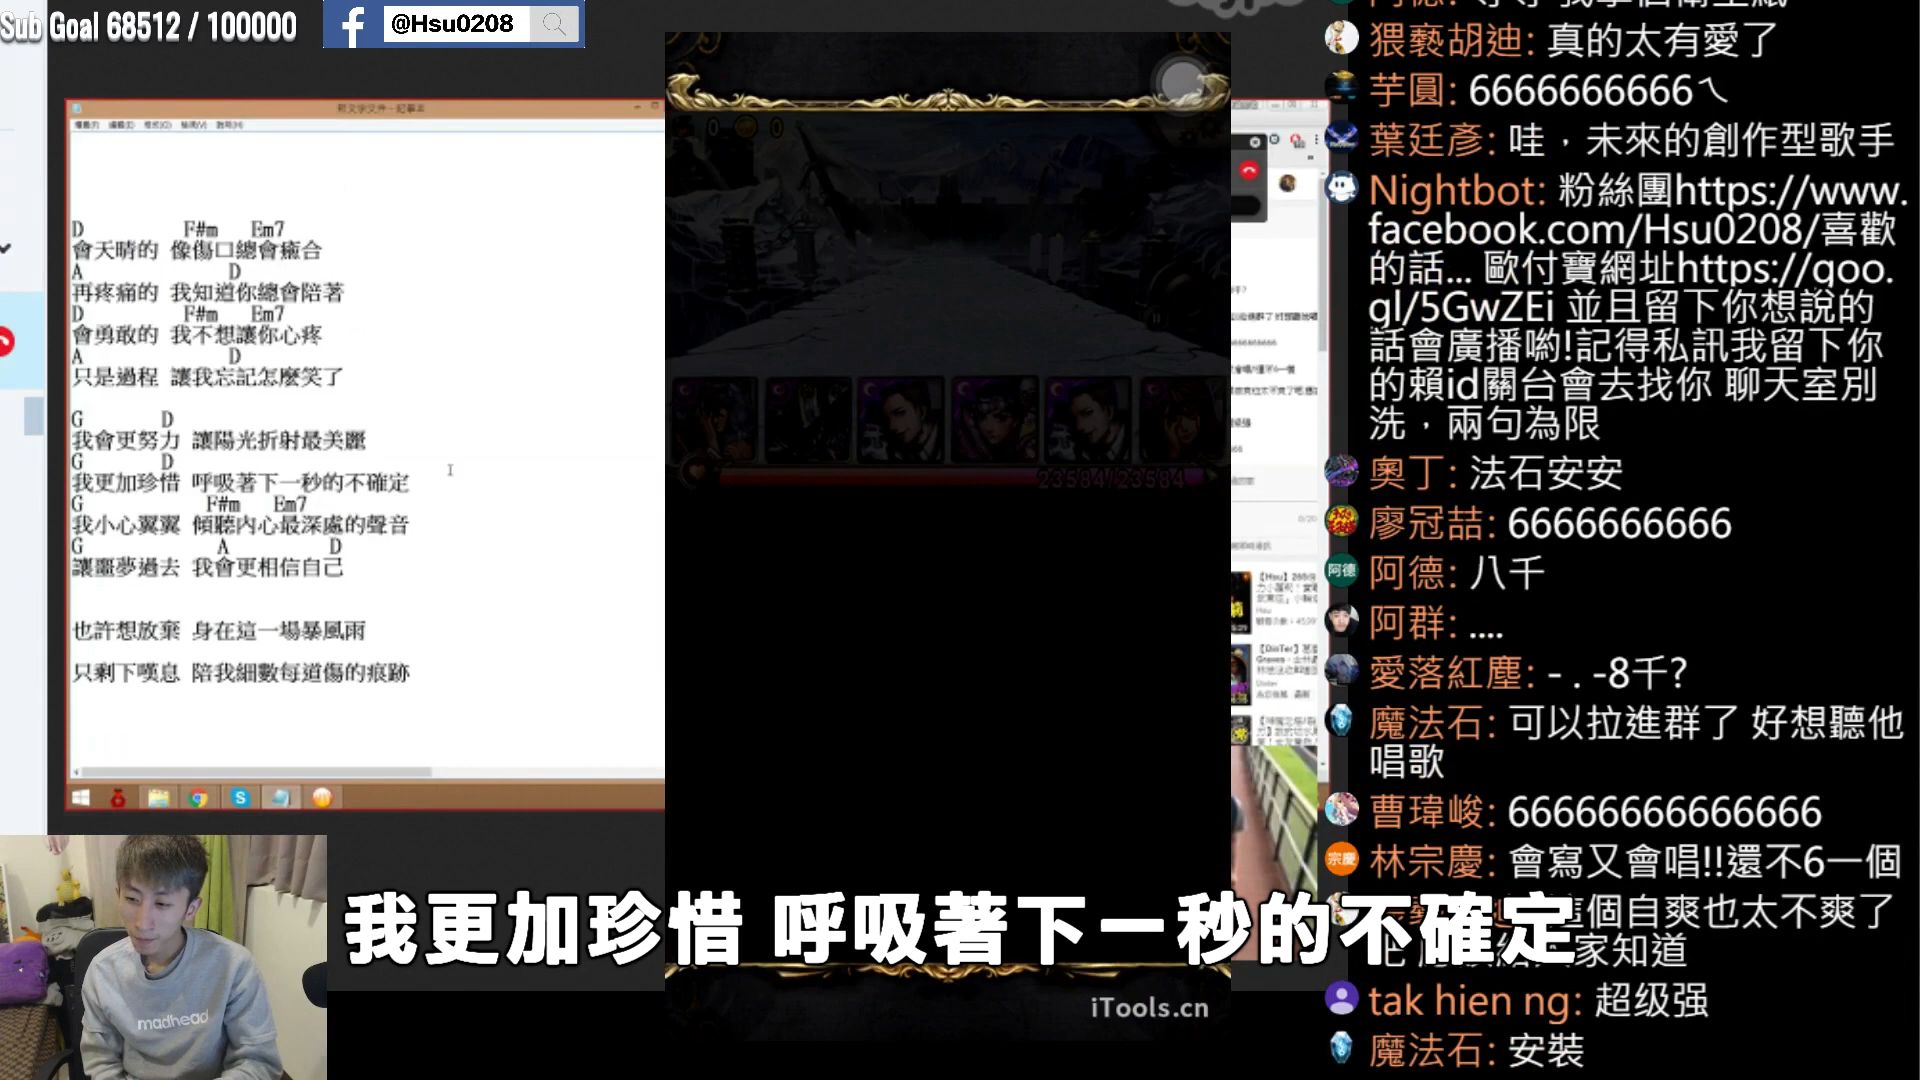 Sub Goal 68512 / 100000
@Hsu0208
D F#m Em7
會天晴的 像傷口總會癒合
A D
再疼痛的 我知道你總會陪著
D F#m Em7
會勇敢的 我不想讓你心疼
A D
只是過程 讓我忘記怎麼笑了
G D
我會更努力 讓陽光折射最美麗
G D
我更加珍惜 呼吸著下一秒的不確定
G F#m Em7
我小心翼翼 傾聽內心最深處的聲音
G A D
讓噩夢過去 我會更相信自己
也許想放棄 身在這一場暴風雨
只剩下嘆息 陪我細數每道傷的痕跡
0 0
23584/23584
我更加珍惜 呼吸著下一秒的不確定
iTools.cn
猥褻胡迪: 真的太有愛了
芋圓: 6666666666ㄟ
葉廷彥: 哇，未來的創作型歌手
Nightbot: 粉絲團https://www.
facebook.com/Hsu0208/喜歡
的話... 歐付寶網址https://goo.
gl/5GwZEi 並且留下你想說的
話會廣播喲!記得私訊我留下你
的賴id關台會去找你 聊天室別
洗，兩句為限
奧丁: 法石安安
廖冠喆: 6666666666
阿德 阿德: 八千
阿群: ....
愛落紅塵: - . -8千?
魔法石: 可以拉進群了 好想聽他
唱歌
曹瑋峻: 66666666666666
宗慶 林宗慶: 會寫又會唱!!還不6一個
這個自爽也太不爽了
家知道
tak hien ng: 超级强
魔法石: 安裝
madhead